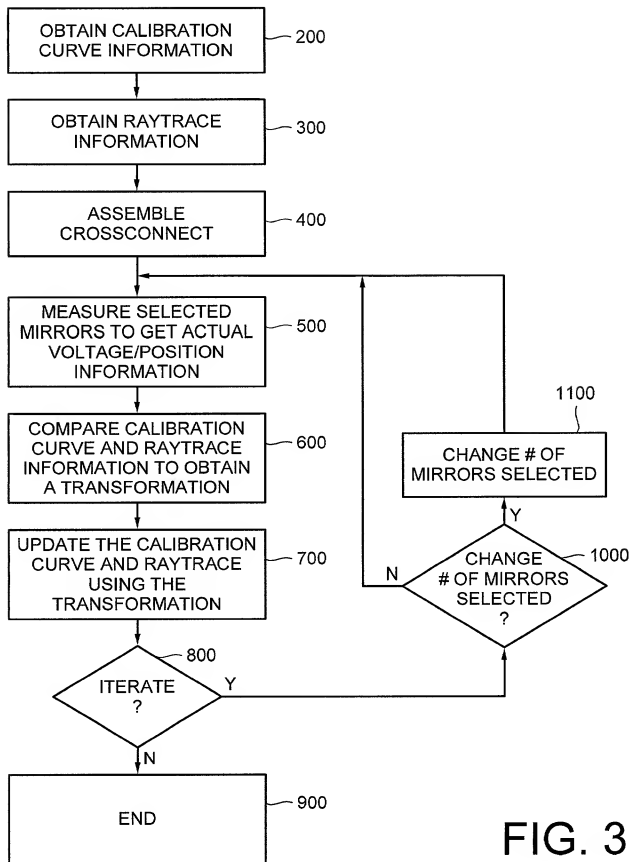 OBTAIN CALIBRATION
CURVE INFORMATION
200
OBTAIN RAYTRACE
INFORMATION
300
ASSEMBLE
CROSSCONNECT
400
MEASURE SELECTED
MIRRORS TO GET ACTUAL
VOLTAGE/POSITION
INFORMATION
500
COMPARE CALIBRATION
CURVE AND RAYTRACE
INFORMATION TO OBTAIN
A TRANSFORMATION
600
UPDATE THE CALIBRATION
CURVE AND RAYTRACE
USING THE
TRANSFORMATION
700
ITERATE
?
800
Y
N
END
900
CHANGE
# OF MIRRORS
SELECTED
?
1000
N
Y
CHANGE # OF
MIRRORS SELECTED
1100
FIG. 3